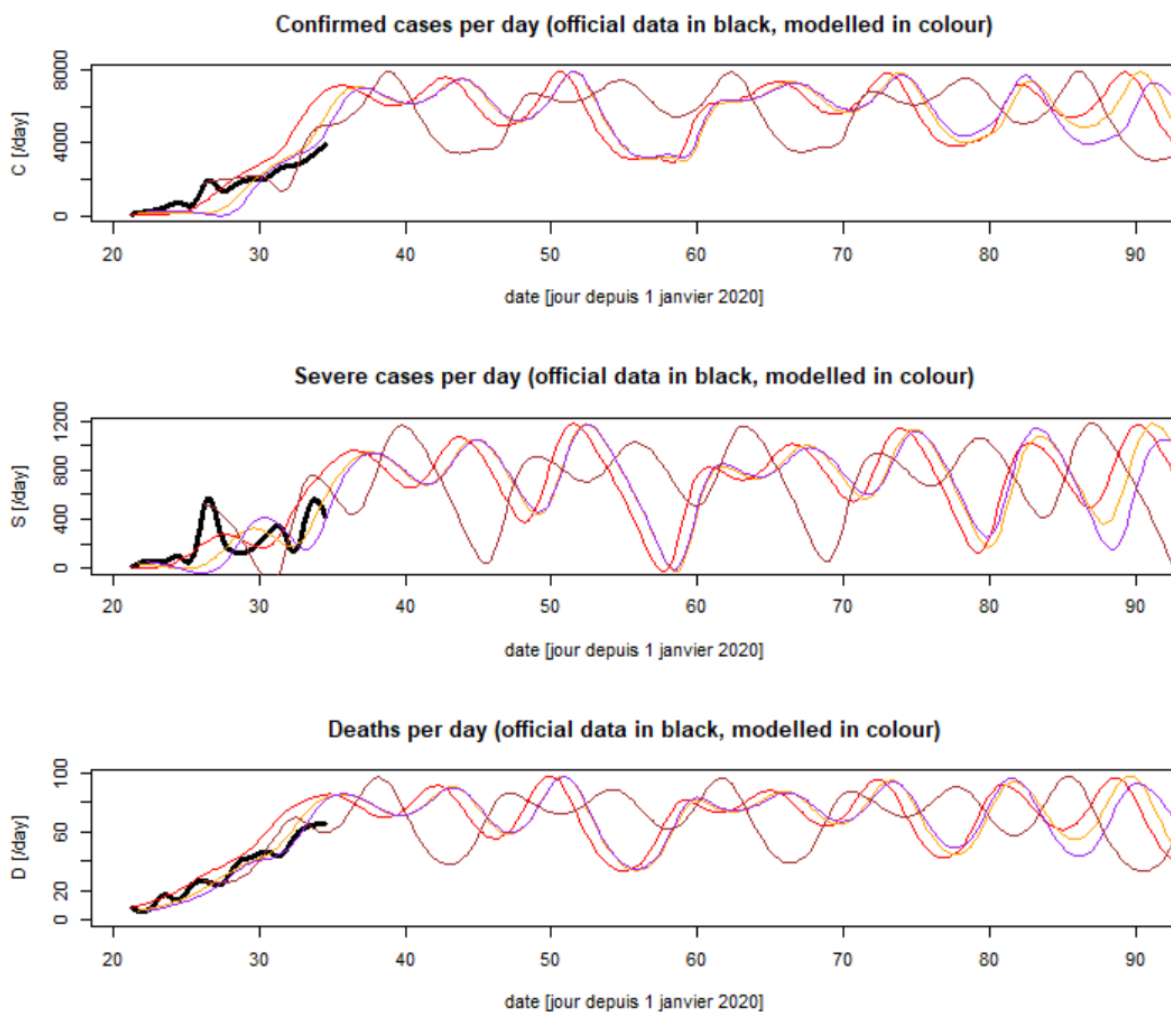 Confirmed cases per day (official data in black, modelled in colour)
8000
4000
0
C [/day]
20 30 40 50 60 70 80 90
date [jour depuis 1 janvier 2020]
Severe cases per day (official data in black, modelled in colour)
1200
800
400
0
S [/day]
20 30 40 50 60 70 80 90
date [jour depuis 1 janvier 2020]
Deaths per day (official data in black, modelled in colour)
100
60
20
0
D [/day]
20 30 40 50 60 70 80 90
date [jour depuis 1 janvier 2020]